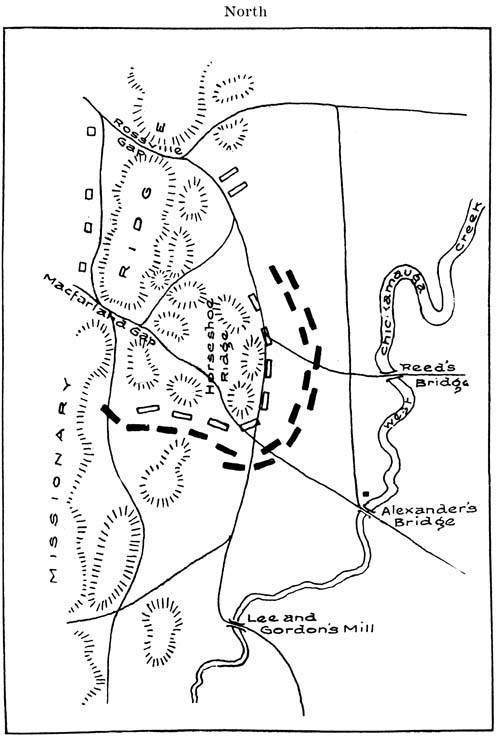 North
Rossville
Gap
RIDGE
Macfarland Gap
Horseshoe
Ridge
Chickamauga
Creek
West
Reed's
Bridge
Alexander's
Bridge
MISSIONARY
Lee and
Gordon's Mill